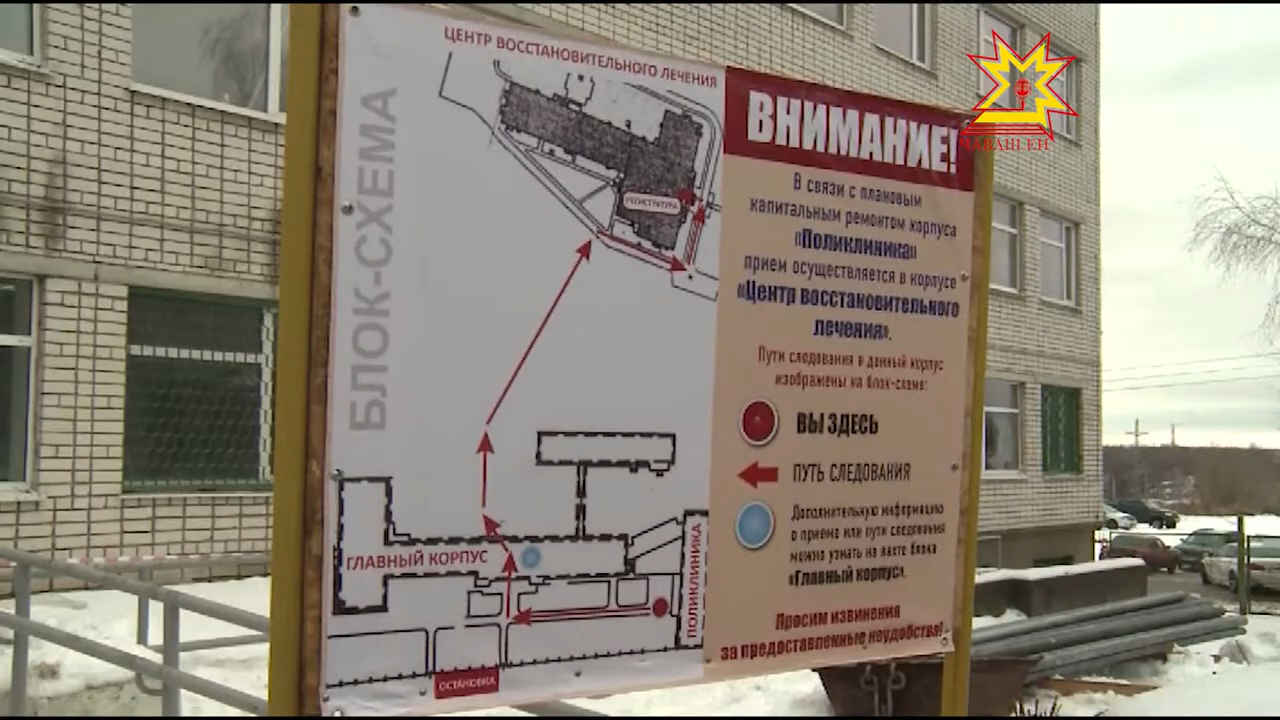 ЦЕНТР ВОССТАНОВИТЕЛЬНОГО ЛЕЧЕНИЯ
БЛОК-СХЕМА
РЕГИСТРАТУРА
ГЛАВНЫЙ КОРПУС
ПОЛИКЛИНИКА
ОСТАНОВКА
ВНИМАНИЕ!
В связи с плановым
капитальным ремонтом корпуса
«Поликлиника»
прием осуществляется в корпусе
«Центр восстановительного
лечения».
Пути следования в данный корпус
изображены на блок-схеме:
ВЫ ЗДЕСЬ
ПУТЬ СЛЕДОВАНИЯ
Дополнительную информацию
о приеме или пути следования
можно узнать на вахте блока
«Главный корпус».
Просим извинения
за предоставленные неудобства!
ЧӐВАШ ЕН